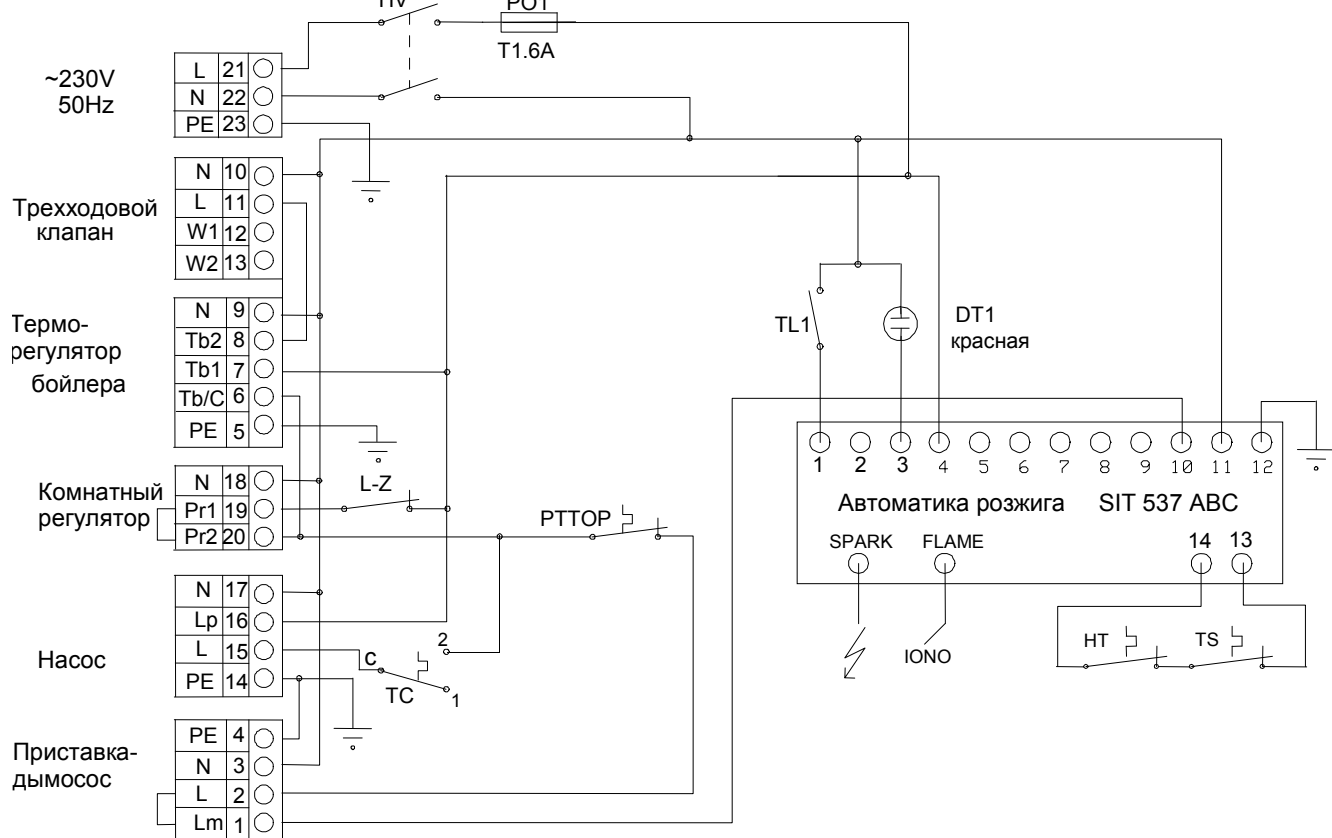 HV
PO1
T1.6A
~230V
50Hz
L 21
N 22
PE 23
Трехходовой
клапан
N 10
L 11
W1 12
W2 13
Термо-
регулятор
бойлера
N 9
Tb2 8
Tb1 7
Tb/C 6
PE 5
Комнатный
регулятор
N 18
Pr1 19
Pr2 20
L-Z
PTTOP
Насос
N 17
Lp 16
L 15
PE 14
C
2
1
TC
Приставка-
дымосос
PE 4
N 3
L 2
Lm 1
TL1
DT1
красная
1 2 3 4 5 6 7 8 9 10 11 12
Автоматика розжига SIT 537 ABC
SPARK FLAME 14 13
IONO
HT TS